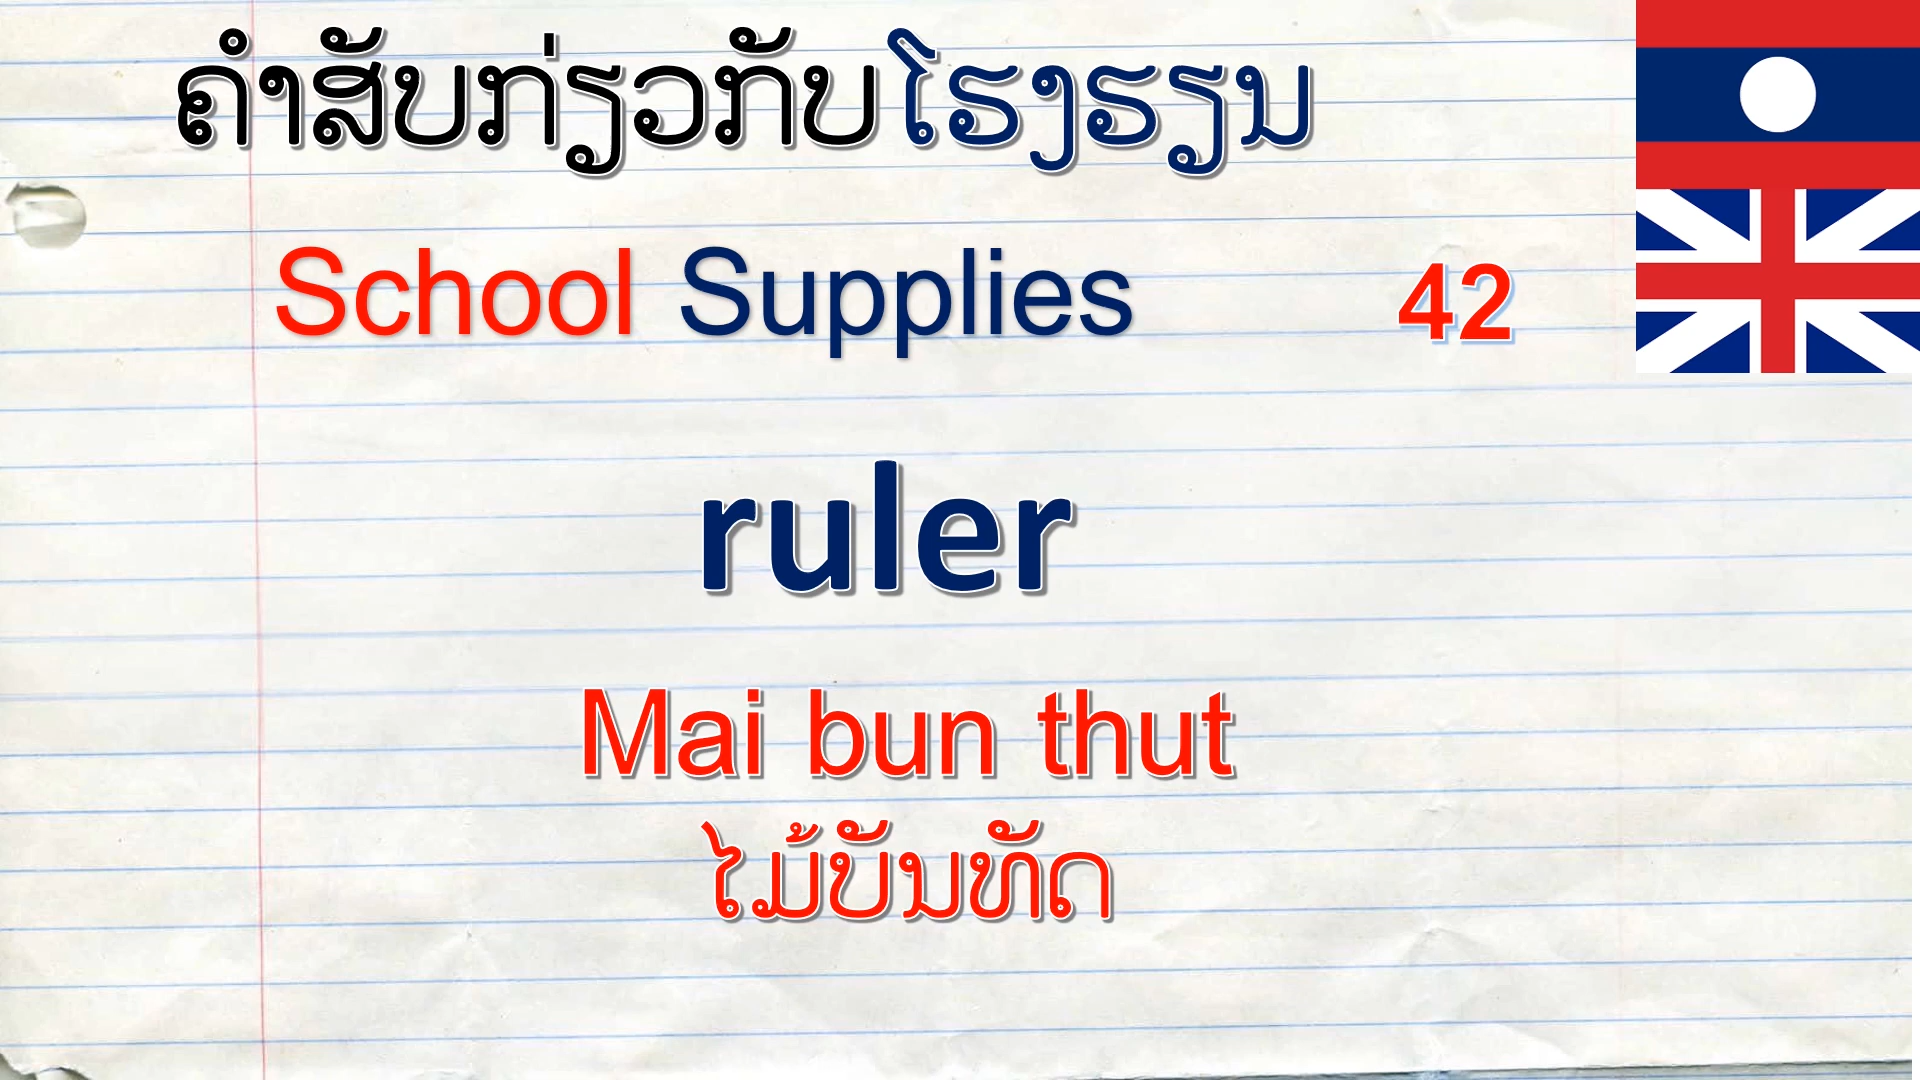 ຄຳສັບກ່ຽວກັບໂຮງຮຽນ
School Supplies 42
ruler
Mai bun thut
ໄມ້ບັນທັດ